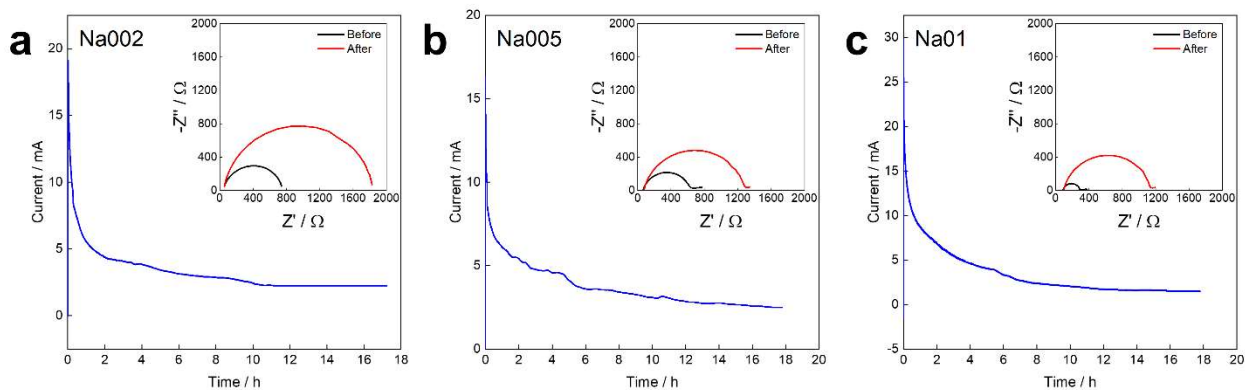 a
Na002
Current / mA
20
15
10
5
0
0 2 4 6 8 10 12 14 16 18
Time / h
-Z" / Ω
2000
1600
1200
800
400
0
0 400 800 1200 1600 2000
Z' / Ω
Before
After
b
Na005
Current / mA
20
15
10
5
0
0 2 4 6 8 10 12 14 16 18 20
Time / h
-Z" / Ω
2000
1600
1200
800
400
0
0 400 800 1200 1600 2000
Z' / Ω
Before
After
c
Na01
Current / mA
30
25
20
15
10
5
0
-5
0 2 4 6 8 10 12 14 16 18 20
Time / h
-Z" / Ω
2000
1600
1200
800
400
0
0 400 800 1200 1600 2000
Z' / Ω
Before
After